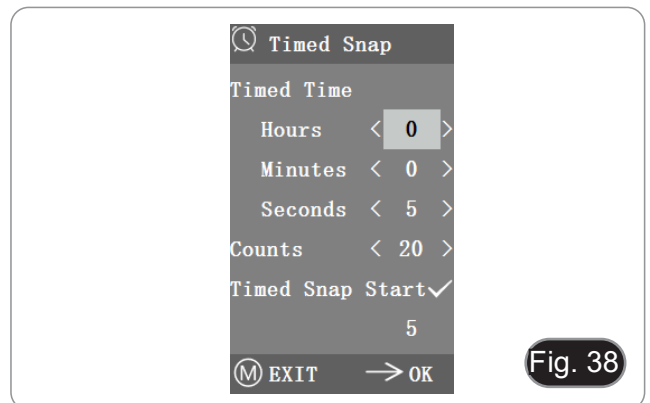 Timed Snap
Timed Time
Hours < 0 >
Minutes < 0 >
Seconds < 5 >
Counts < 20 >
Timed Snap Start✓
5
M EXIT → OK
Fig. 38